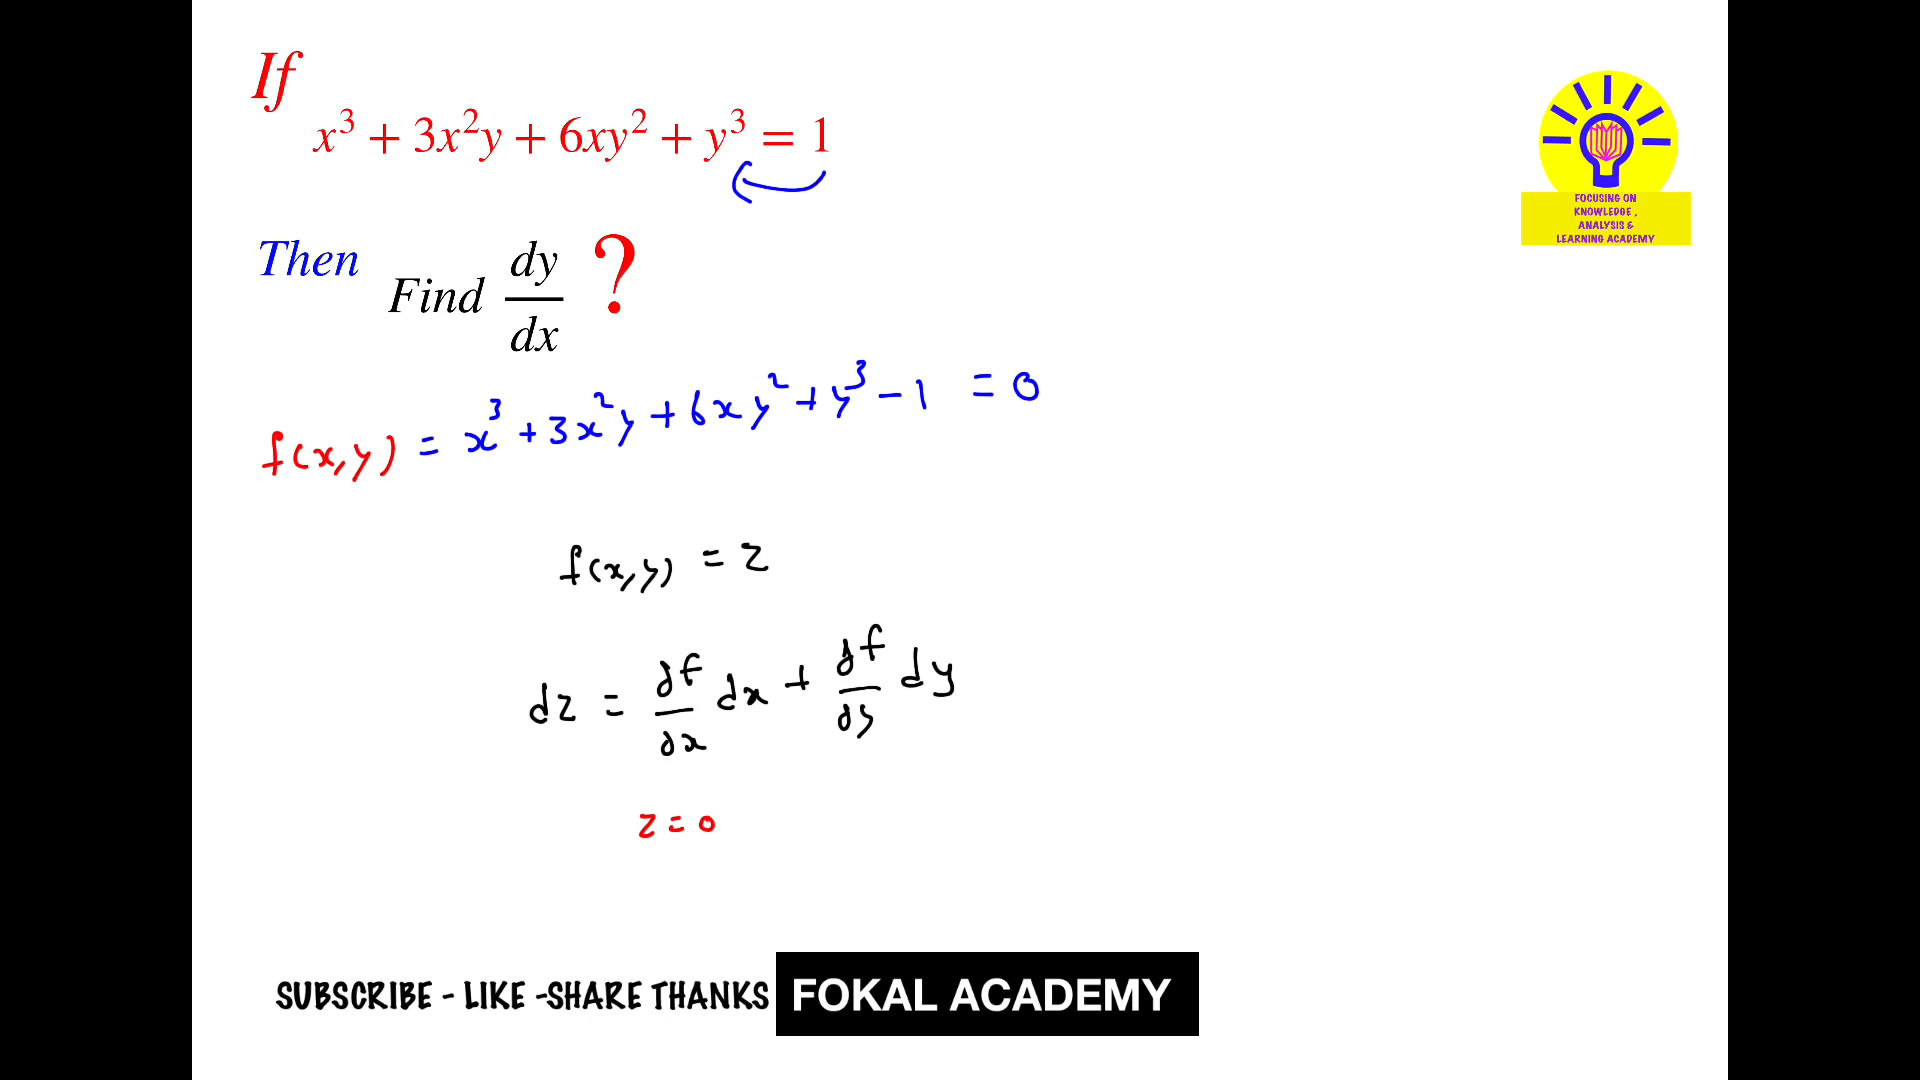 If
x³ + 3x²y + 6xy² + y³ = 1
FOCUSING ON
KNOWLEDGE ,
ANALYSIS &
LEARNING ACADEMY
Then Find dy/dx ?
f(x,y) = x³ + 3x²y + 6xy² + y³ - 1 = 0
f(x,y) = z
dz = ∂f/∂x dx + ∂f/∂y dy
z = 0
SUBSCRIBE - LIKE -SHARE THANKS FOKAL ACADEMY